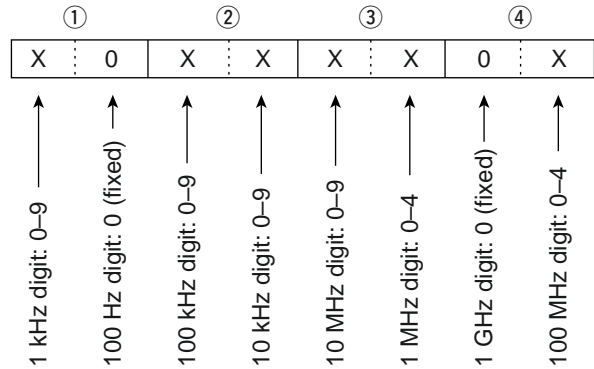 ① ② ③ ④
X 0 X X X X 0 X
1 kHz digit: 0–9
100 Hz digit: 0 (fixed)
100 kHz digit: 0–9
10 kHz digit: 0–9
10 MHz digit: 0–9
1 MHz digit: 0–4
1 GHz digit: 0 (fixed)
100 MHz digit: 0–4